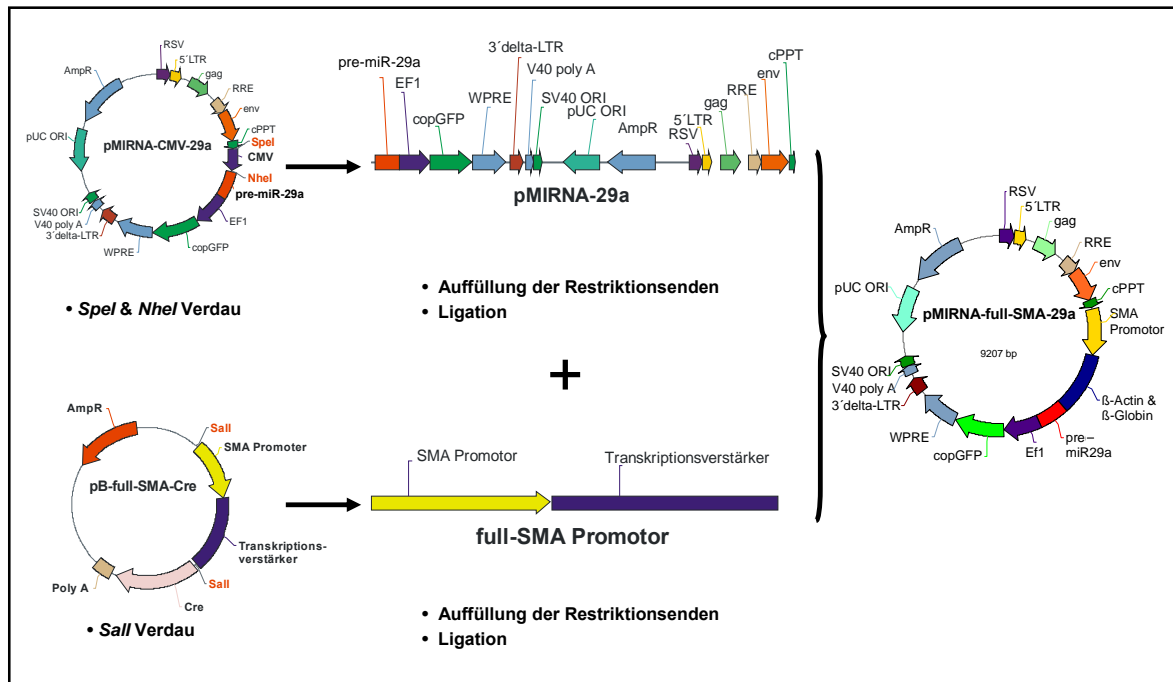 RSV
5´LTR
gag
AmpR
RRE
env
pUC ORI
pMIRNA-CMV-29a
cPPT
SpeI
CMV
NheI
pre-miR-29a
SV40 ORI
V40 poly A
3´delta-LTR
WPRE
EF1
copGFP
• SpeI & NheI Verdau
pre-miR-29a
EF1
copGFP
WPRE
3´delta-LTR
V40 poly A
SV40 ORI
pUC ORI
AmpR
RSV
5´LTR
gag
RRE
env
cPPT
pMIRNA-29a
• Auffüllung der Restriktionsenden
• Ligation
+
AmpR
SalI
SMA Promoter
pB-full-SMA-Cre
Transkriptions-
verstärker
Poly A
SalI
Cre
• SalI Verdau
SMA Promotor
Transkriptionsverstärker
full-SMA Promotor
• Auffüllung der Restriktionsenden
• Ligation
RSV
5´LTR
gag
AmpR
RRE
env
pUC ORI
cPPT
pMIRNA-full-SMA-29a
SMA
Promotor
9207 bp
SV40 ORI
V40 poly A
3´delta-LTR
ß-Actin &
ß-Globin
WPRE
copGFP
Ef1
pre–
miR29a